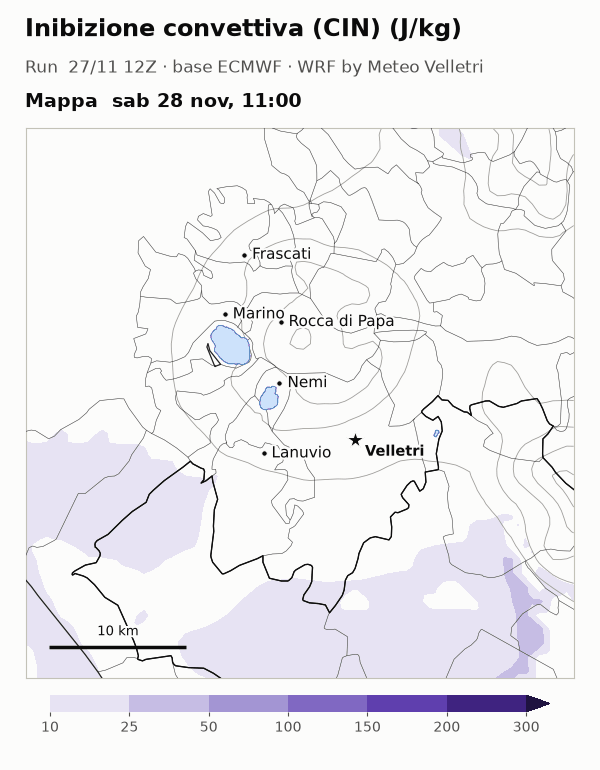 Inibizione convettiva (CIN) (J/kg)
Run 27/11 12Z · base ECMWF · WRF by Meteo Velletri
Mappa sab 28 nov, 11:00
Frascati
Marino
Rocca di Papa
Nemi
Velletri
Lanuvio
10 km
10 25 50 100 150 200 300